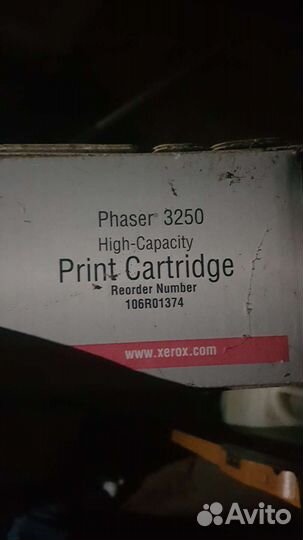 Phaser® 3250
High-Capacity
Print Cartridge
Reorder Number
106R01374
www.xerox.com
Avito